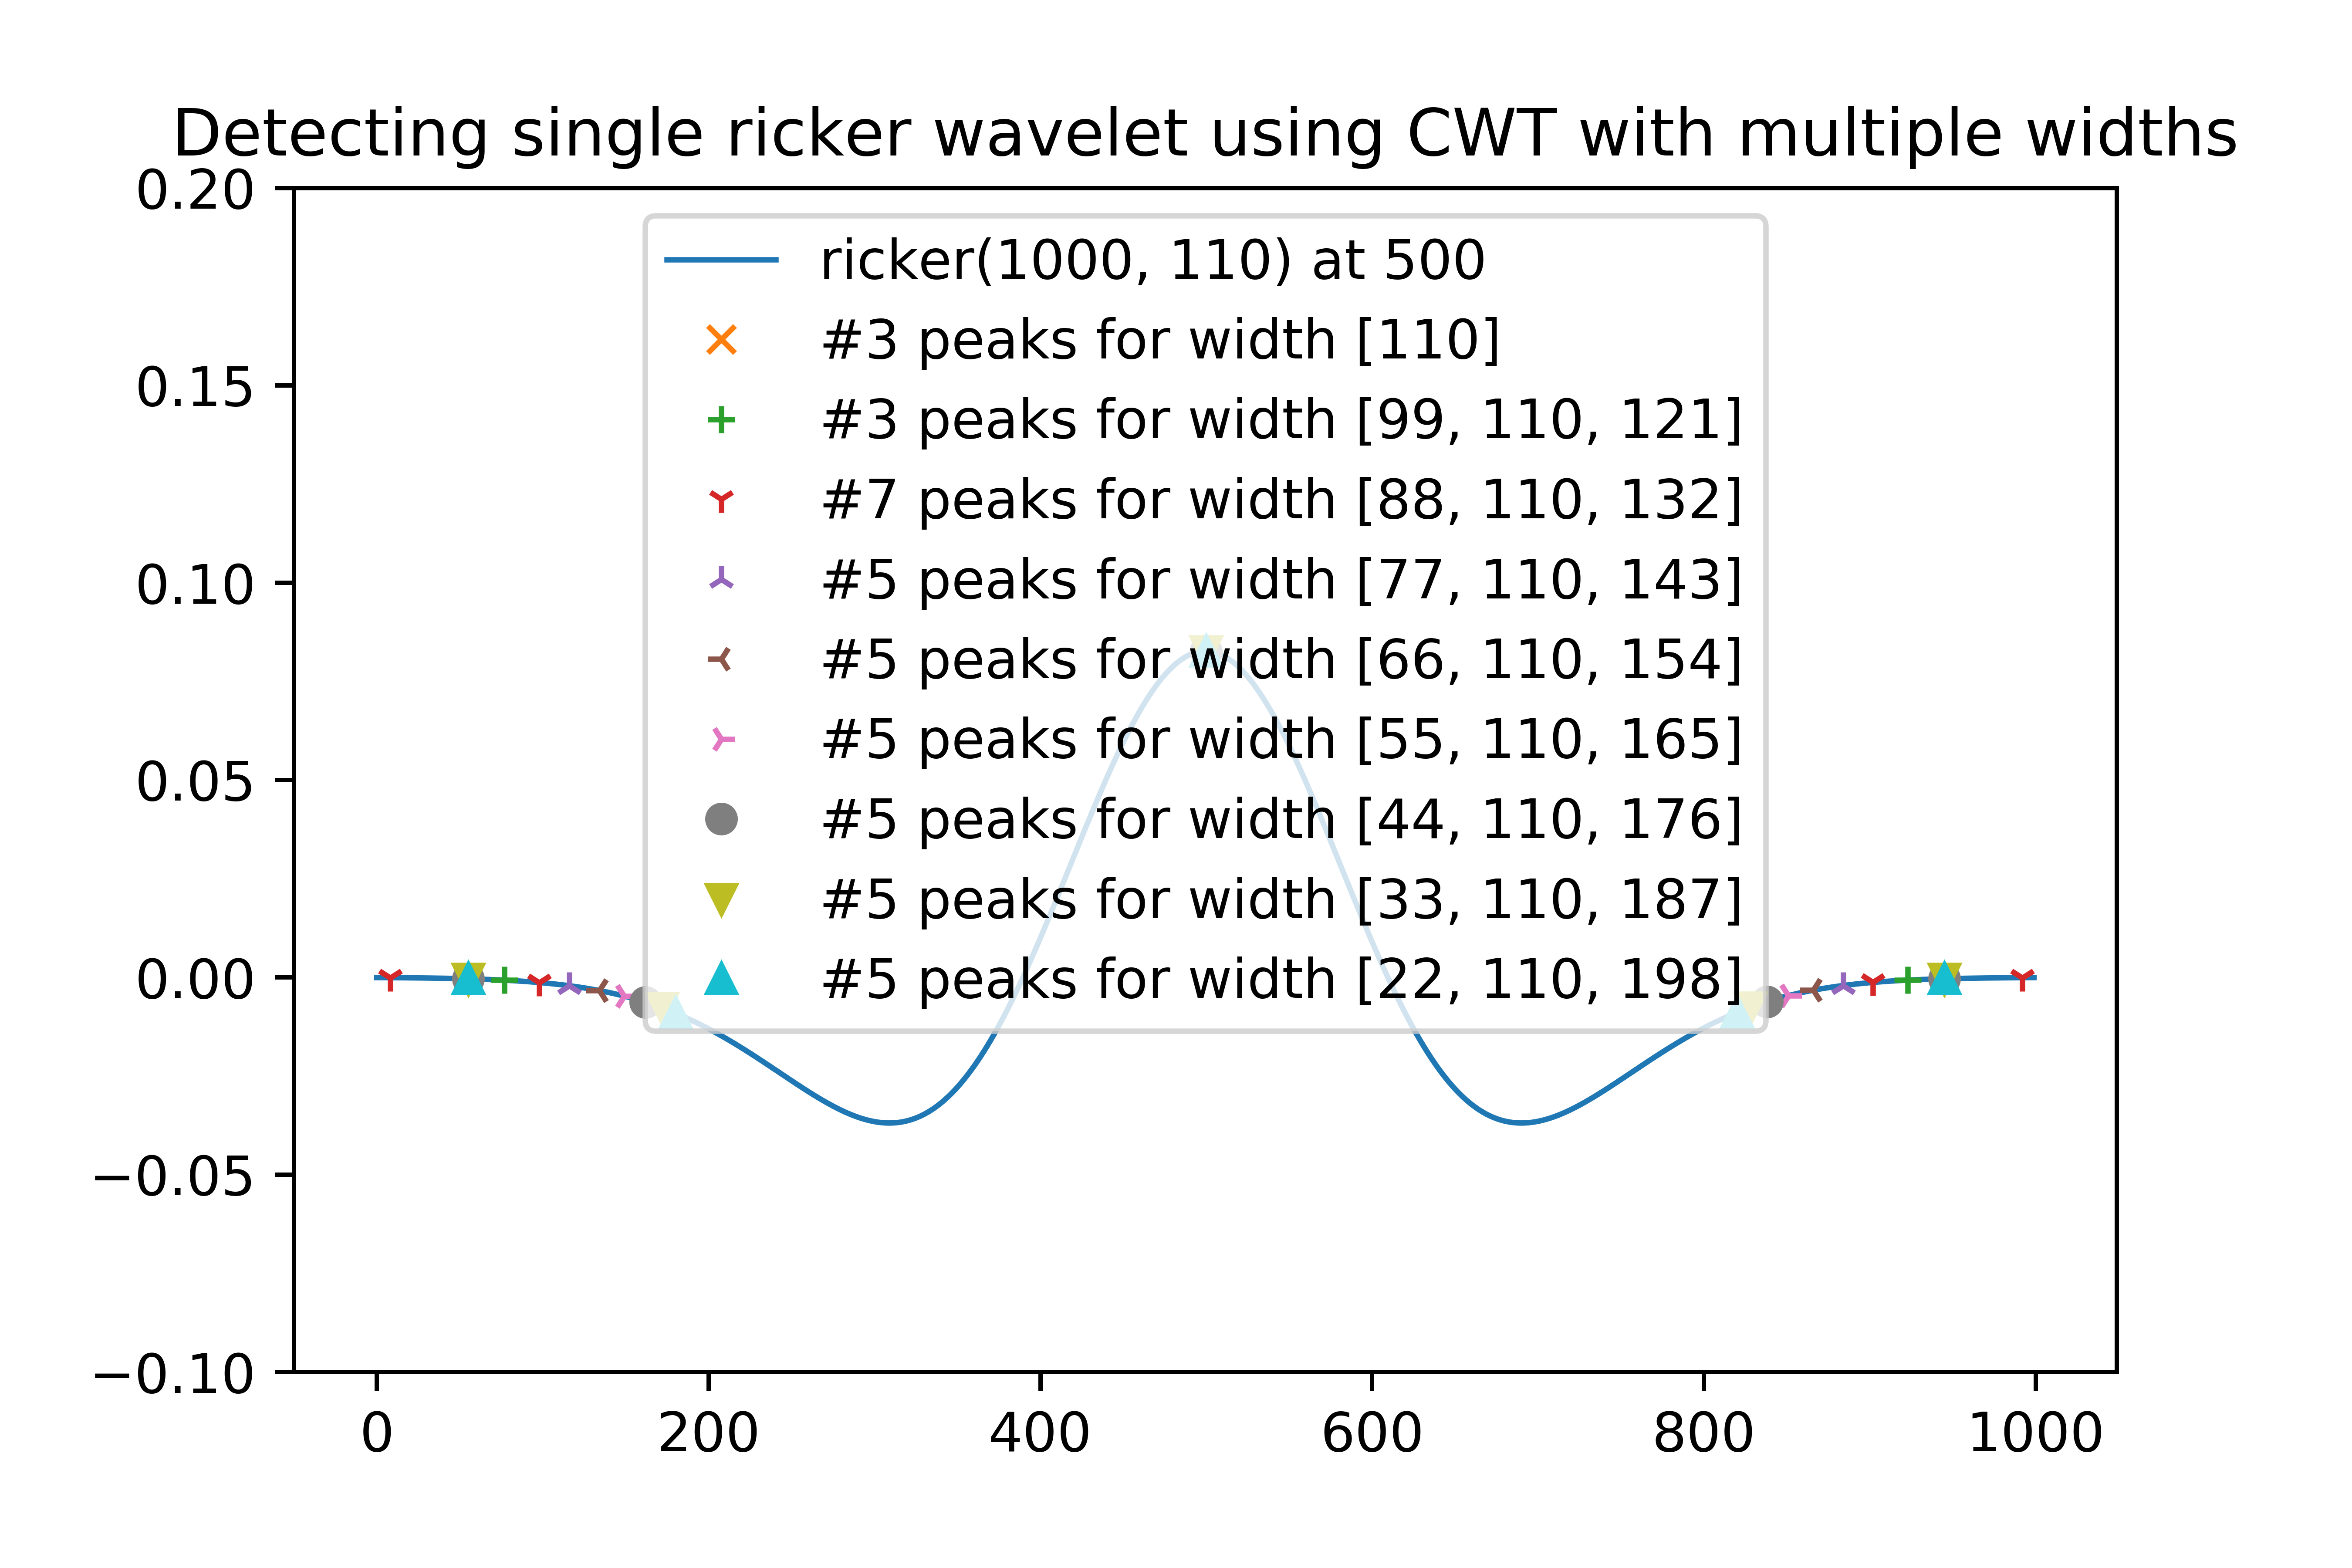 Detecting single ricker wavelet using CWT with multiple widths
0.20
0.15
0.10
0.05
0.00
−0.05
−0.10
ricker(1000, 110) at 500
#3 peaks for width [110]
#3 peaks for width [99, 110, 121]
#7 peaks for width [88, 110, 132]
#5 peaks for width [77, 110, 143]
#5 peaks for width [66, 110, 154]
#5 peaks for width [55, 110, 165]
#5 peaks for width [44, 110, 176]
#5 peaks for width [33, 110, 187]
#5 peaks for width [22, 110, 198]
0 200 400 600 800 1000